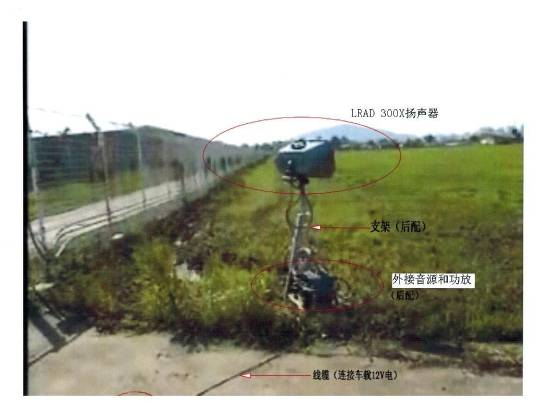 LRAD 300X扬声器
支架（后配）
外接音源和功放
（后配）
线缆（连接车载12V电）